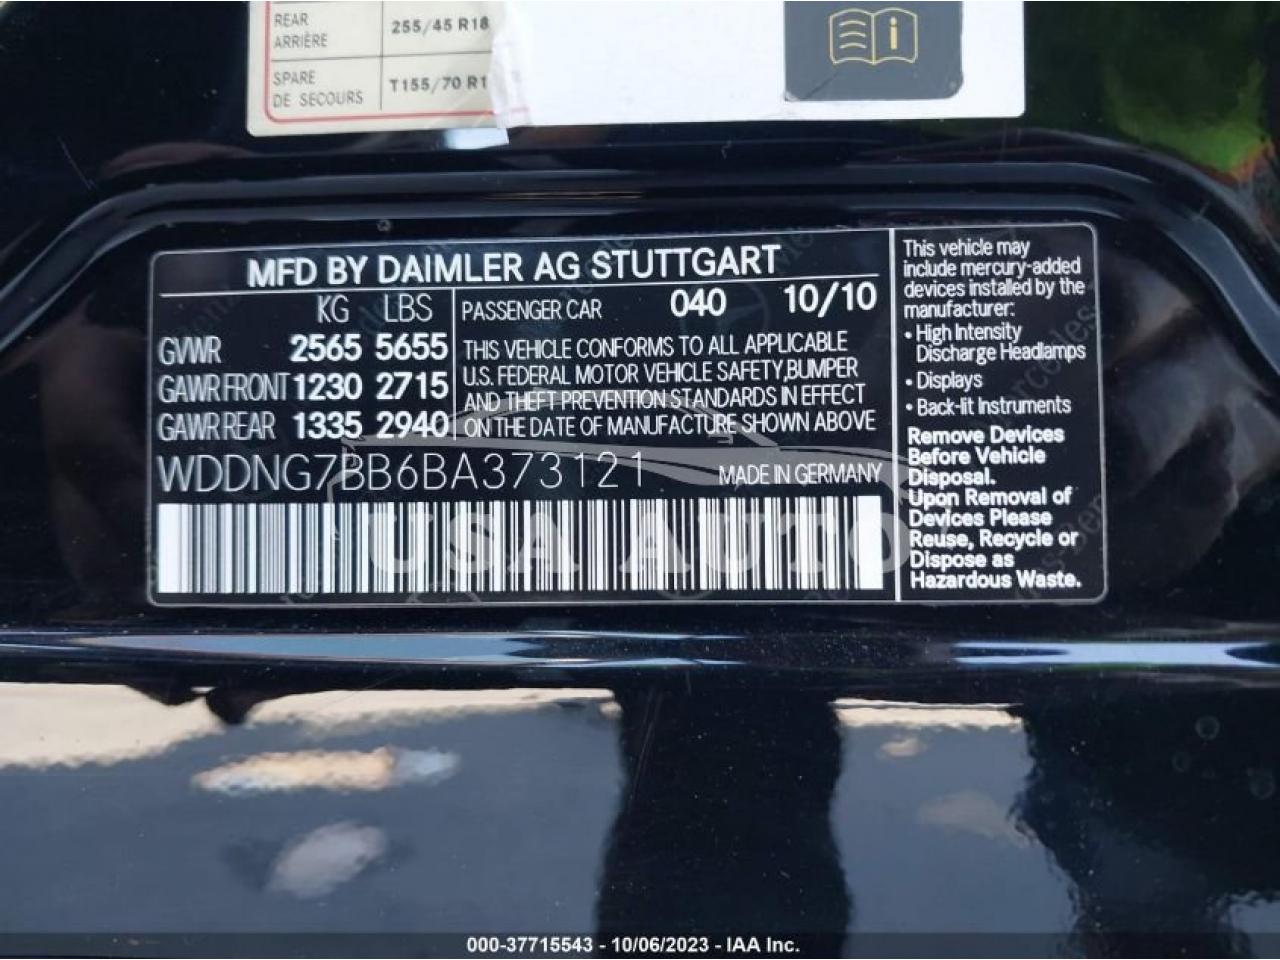 REAR
ARRIÈRE
255/45 R18
SPARE
DE SECOURS
T155/70 R1
MFD BY DAIMLER AG STUTTGART
KG LBS
GVWR 2565 5655
GAWR FRONT 1230 2715
GAWR REAR 1335 2940
PASSENGER CAR 040 10/10
THIS VEHICLE CONFORMS TO ALL APPLICABLE
U.S. FEDERAL MOTOR VEHICLE SAFETY,BUMPER
AND THEFT PREVENTION STANDARDS IN EFFECT
ON THE DATE OF MANUFACTURE SHOWN ABOVE
WDDNG7BB6BA373121
MADE IN GERMANY
This vehicle may
include mercury-added
devices installed by the
manufacturer:
• High Intensity
Discharge Headlamps
• Displays
• Back-lit Instruments
Remove Devices
Before Vehicle
Disposal.
Upon Removal of
Devices Please
Reuse, Recycle or
Dispose as
Hazardous Waste.
USA AUTO
000-37715543 - 10/06/2023 - IAA Inc.